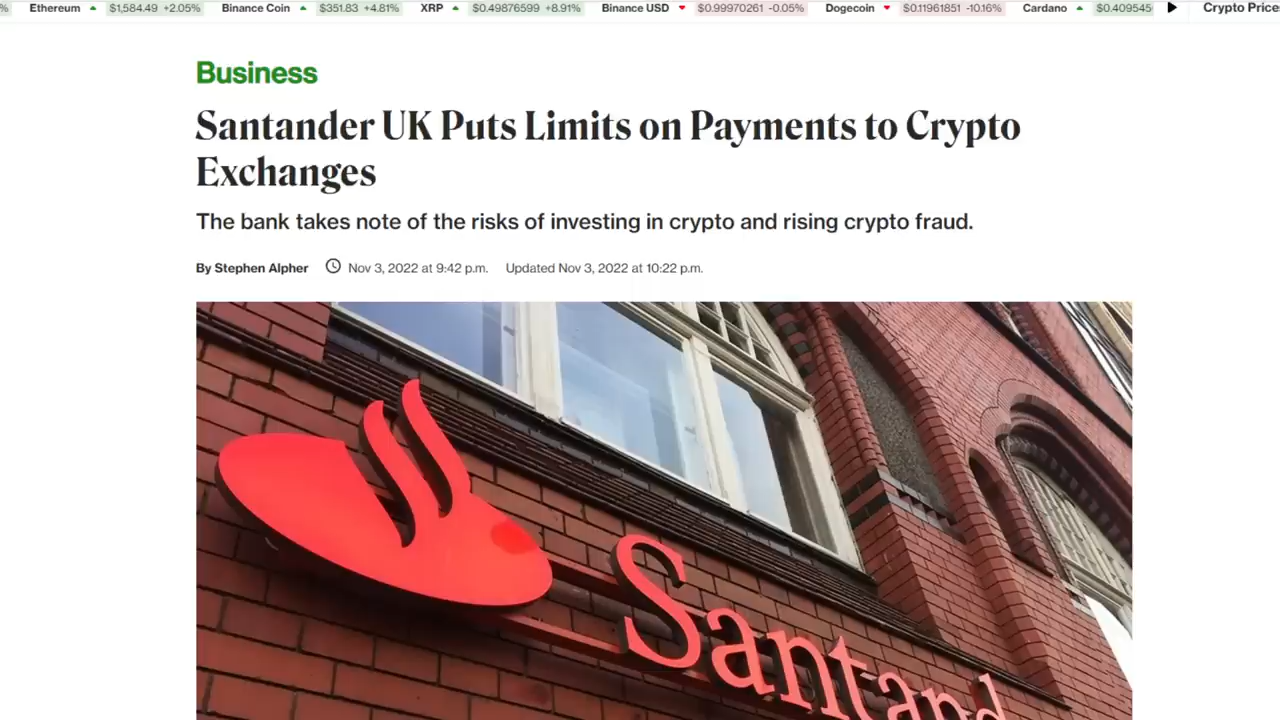 % Ethereum $1,584.49 +2.05% Binance Coin $351.83 +4.81% XRP $0.49876599 +8.91% Binance USD $0.99970261 -0.05% Dogecoin $0.11961851 -10.16% Cardano $0.409545 Crypto Price
Business
Santander UK Puts Limits on Payments to Crypto
Exchanges
The bank takes note of the risks of investing in crypto and rising crypto fraud.
By Stephen Alpher Nov 3, 2022 at 9:42 p.m. Updated Nov 3, 2022 at 10:22 p.m.
Santand